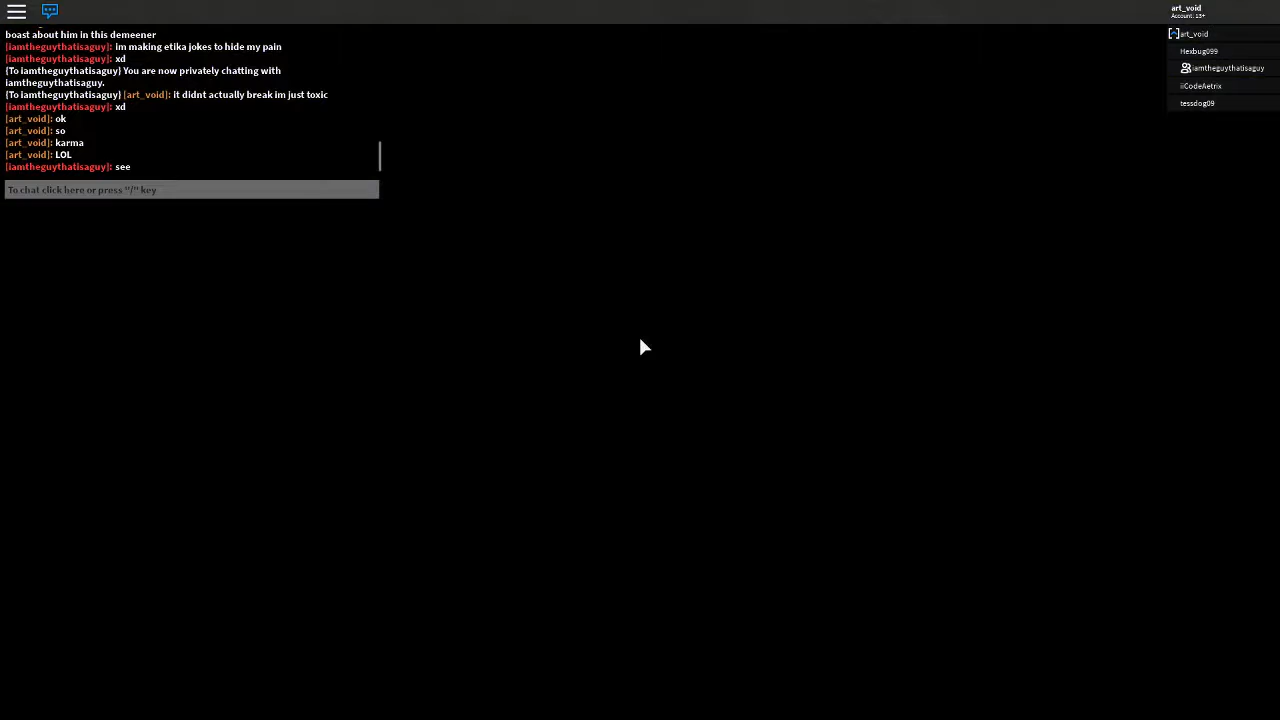 boast about him in this demeener
[iamtheguythatisaguy]: im making etika jokes to hide my pain
[iamtheguythatisaguy]: xd
{To iamtheguythatisaguy} You are now privately chatting with
iamtheguythatisaguy.
{To iamtheguythatisaguy} [art_void]: it didnt actually break im just toxic
[iamtheguythatisaguy]: xd
[art_void]: ok
[art_void]: so
[art_void]: karma
[art_void]: LOL
[iamtheguythatisaguy]: see
To chat click here or press "/" key
art_void
Account: 13+
art_void
Hexbug099
iamtheguythatisaguy
iiCodeAetrix
tessdog09